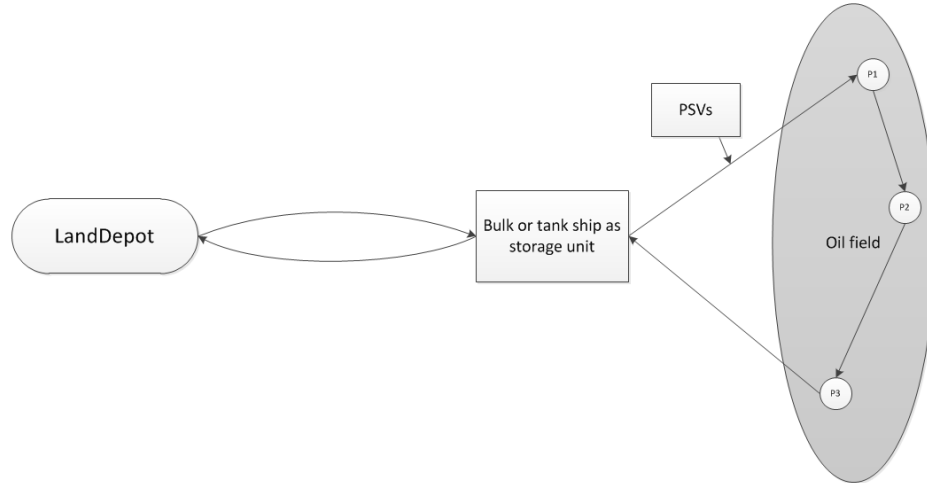 LandDepot
Bulk or tank ship as
storage unit
PSVs
P1
P2
Oil field
P3